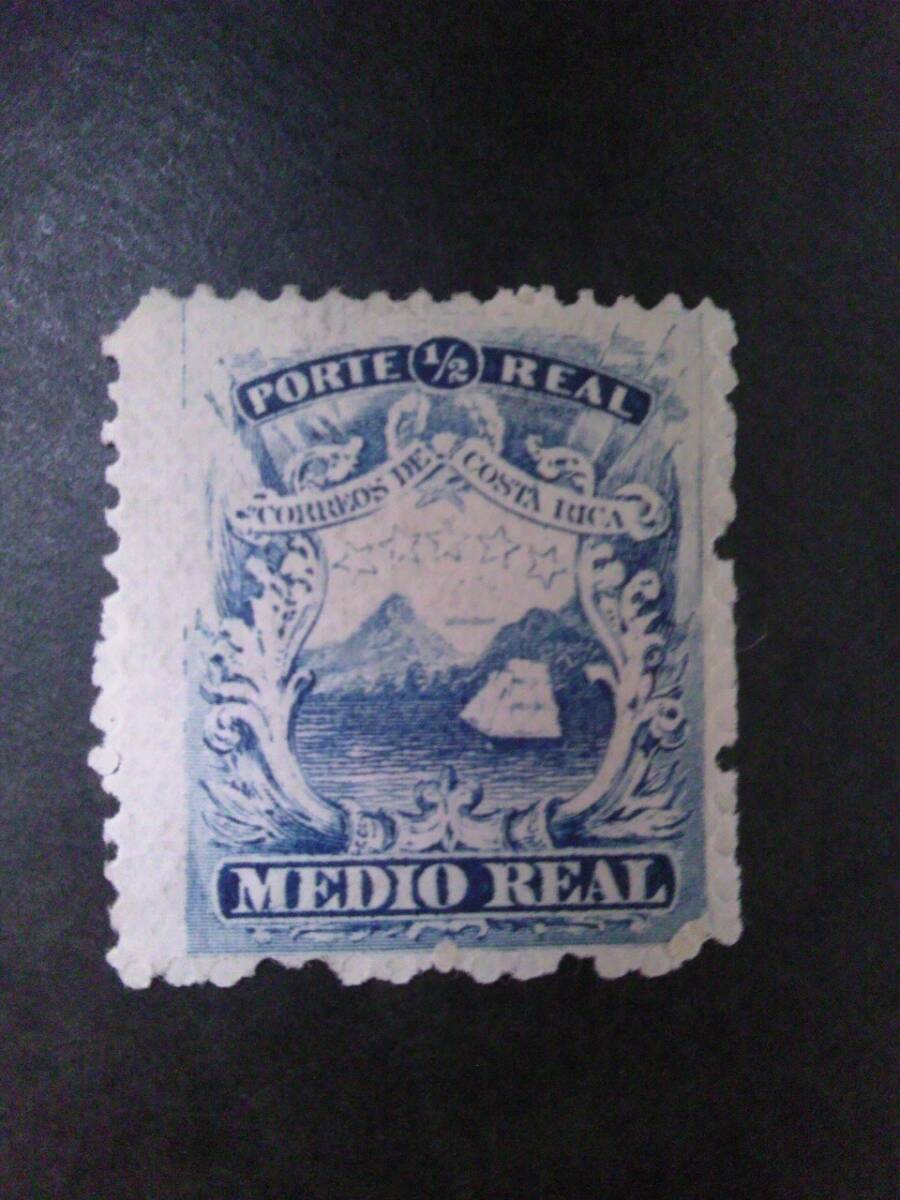 PORTE ½ REAL
CORREOS DE COSTA RICA
MEDIO REAL